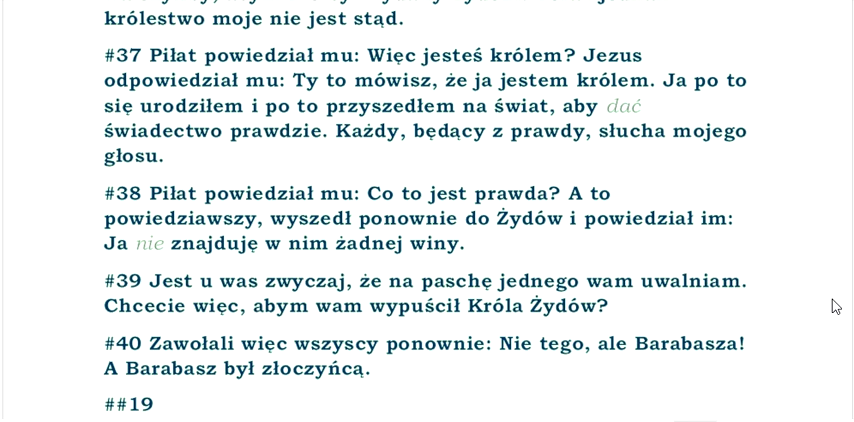 królestwo moje nie jest stąd.
#37 Piłat powiedział mu: Więc jesteś królem? Jezus
odpowiedział mu: Ty to mówisz, że ja jestem królem. Ja po to
się urodziłem i po to przyszedłem na świat, aby dać
świadectwo prawdzie. Każdy, będący z prawdy, słucha mojego
głosu.
#38 Piłat powiedział mu: Co to jest prawda? A to
powiedziawszy, wyszedł ponownie do Żydów i powiedział im:
Ja nie znajduję w nim żadnej winy.
#39 Jest u was zwyczaj, że na paschę jednego wam uwalniam.
Chcecie więc, abym wam wypuścił Króla Żydów?
#40 Zawołali więc wszyscy ponownie: Nie tego, ale Barabasza!
A Barabasz był złoczyńcą.
##19